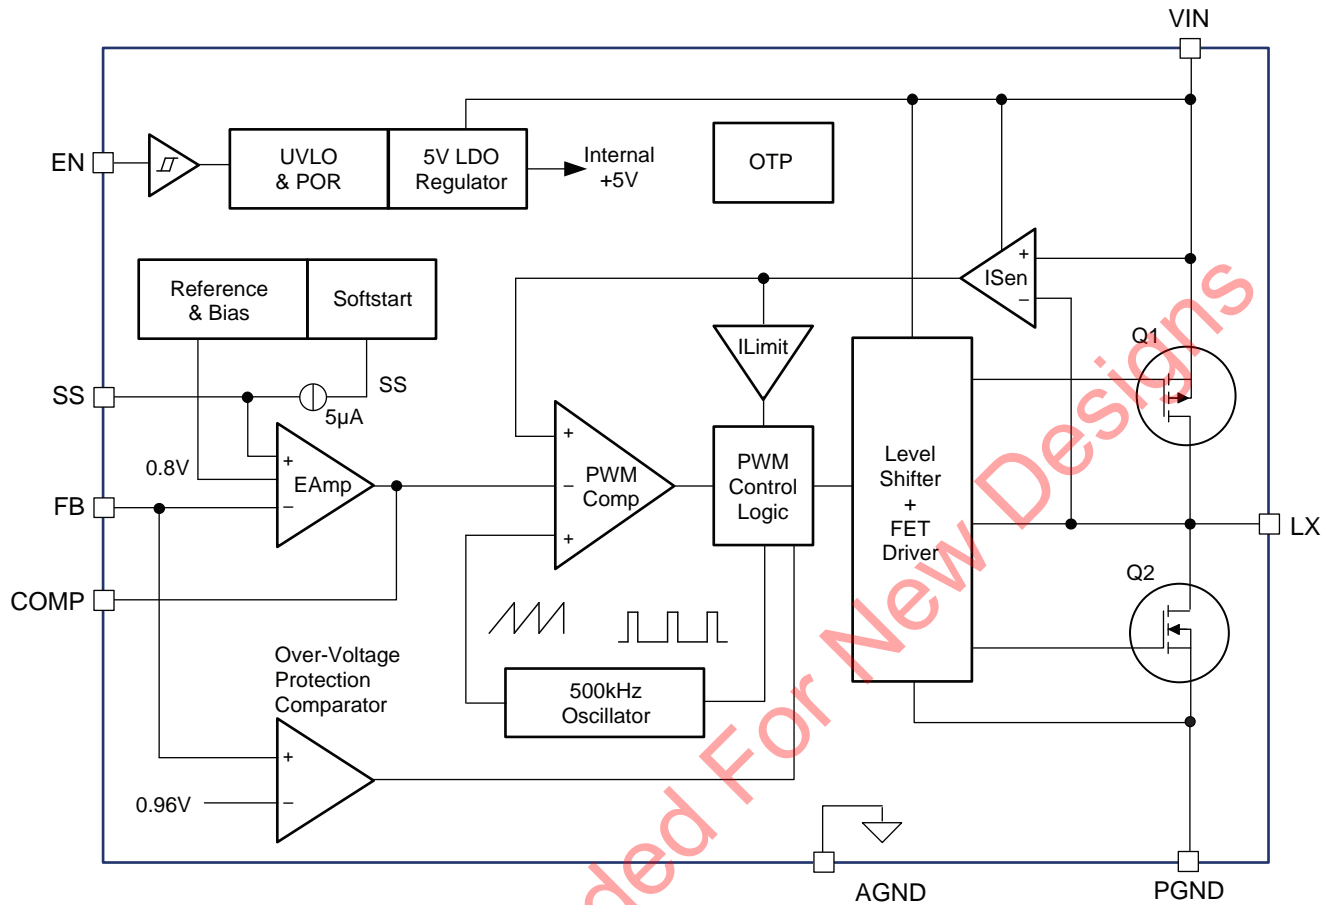 VIN
EN
UVLO
& POR
5V LDO
Regulator
Internal
+5V
OTP
Reference
& Bias
Softstart
+
ISen
−
ILimit
Q1
SS
SS
5µA
0.8V
+
EAmp
−
FB
+
PWM
Comp
−
+
PWM
Control
Logic
Level
Shifter
+
FET
Driver
LX
COMP
Q2
Over-Voltage
Protection
Comparator
500kHz
Oscillator
+
0.96V
−
AGND
PGND
ded For New Designs